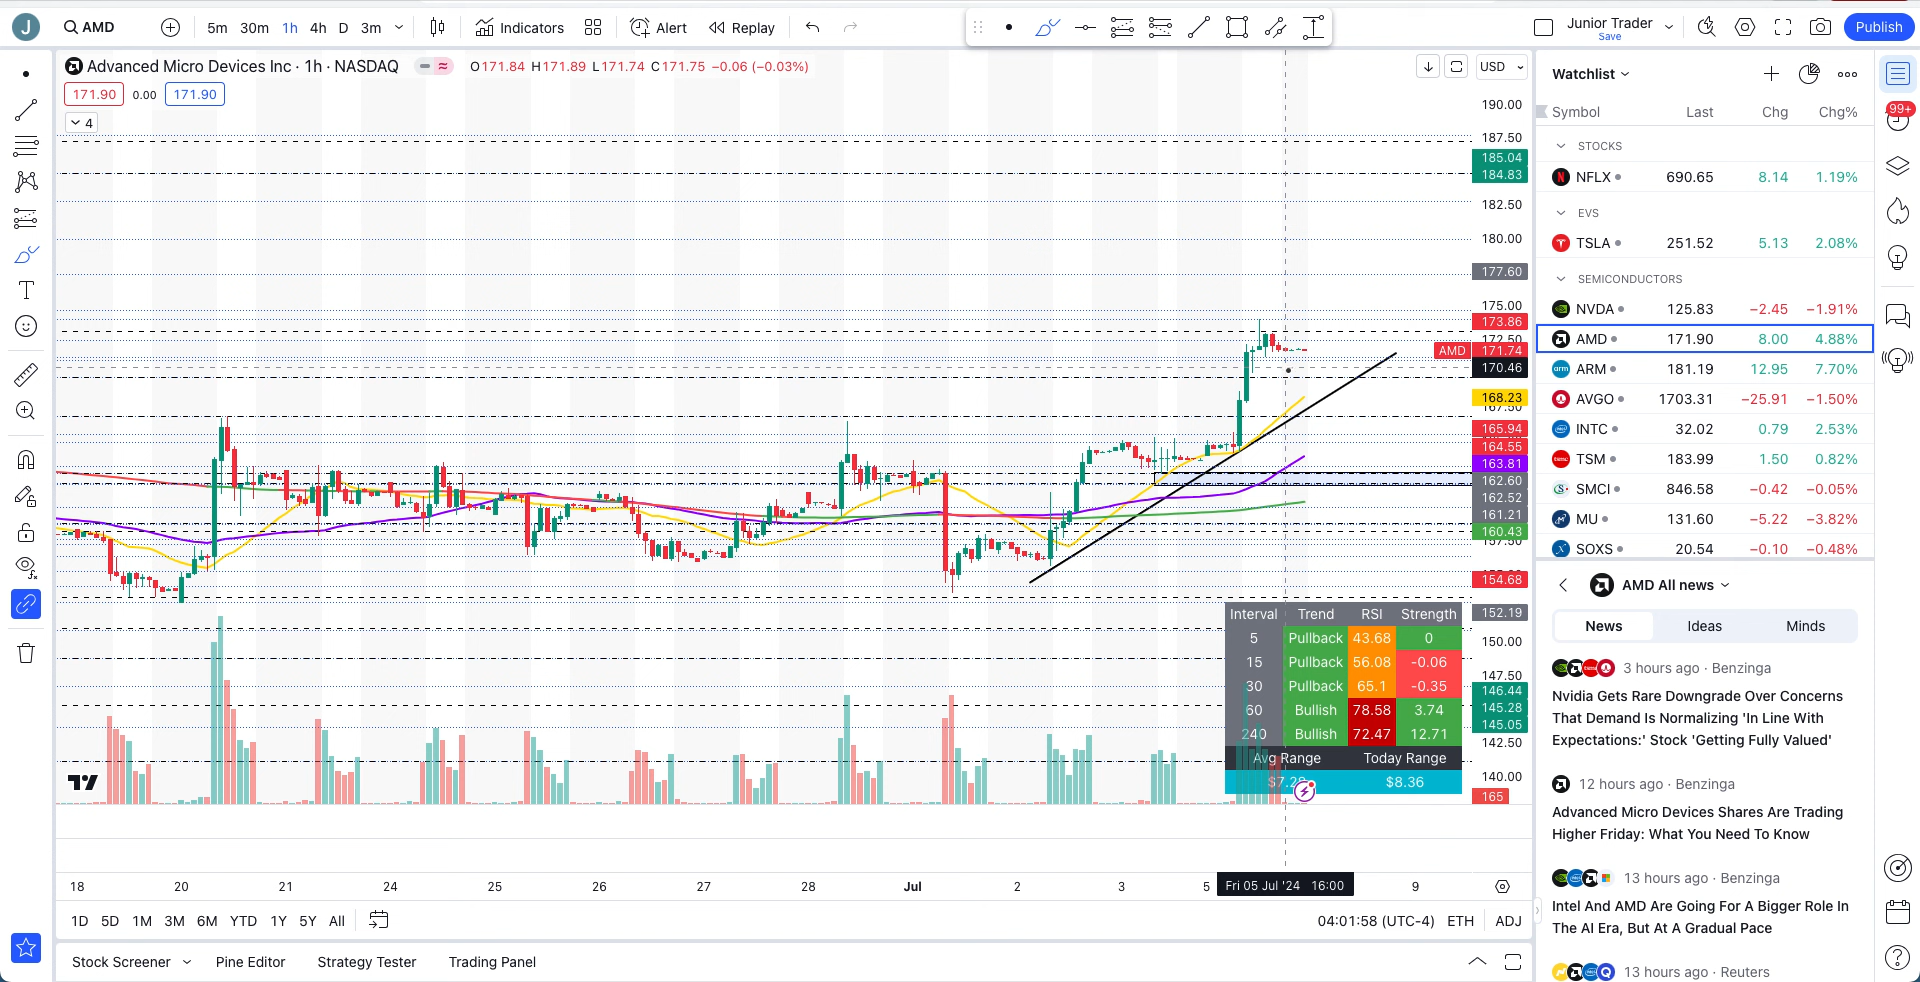 J
AMD
5m 30m 1h 4h D 3m
Indicators
Alert
Replay
Junior Trader
Save
Publish
Advanced Micro Devices Inc · 1h · NASDAQ
O171.84 H171.89 L171.74 C171.75 −0.06 (−0.03%)
171.90 0.00 171.90
4
USD
190.00
187.50
185.04
184.83
182.50
180.00
177.60
175.00
173.86
172.50
AMD 171.74
170.46
168.23
167.50
165.94
164.55
163.81
162.60
162.52
161.21
160.43
157.50
154.68
152.19
150.00
147.50
146.44
145.28
145.05
142.50
140.00
165
Interval Trend RSI Strength
5 Pullback 43.68 0
15 Pullback 56.08 -0.06
30 Pullback 65.1 -0.35
60 Bullish 78.58 3.74
240 Bullish 72.47 12.71
Avg Range Today Range
$8.36
18 20 21 24 25 26 27 28 Jul 2 3 5 Fri 05 Jul '24 16:00 9
1D 5D 1M 3M 6M YTD 1Y 5Y All
04:01:58 (UTC-4) ETH ADJ
Stock Screener Pine Editor Strategy Tester Trading Panel
Watchlist
Symbol Last Chg Chg%
STOCKS
NFLX 690.65 8.14 1.19%
EVS
TSLA 251.52 5.13 2.08%
SEMICONDUCTORS
NVDA 125.83 −2.45 −1.91%
AMD 171.90 8.00 4.88%
ARM 181.19 12.95 7.70%
AVGO 1703.31 −25.91 −1.50%
INTC 32.02 0.79 2.53%
TSM 183.99 1.50 0.82%
SMCI 846.58 −0.42 −0.05%
MU 131.60 −5.22 −3.82%
SOXS 20.54 −0.10 −0.48%
99+
AMD All news
News Ideas Minds
3 hours ago · Benzinga
Nvidia Gets Rare Downgrade Over Concerns
That Demand Is Normalizing 'In Line With
Expectations:' Stock 'Getting Fully Valued'
12 hours ago · Benzinga
Advanced Micro Devices Shares Are Trading
Higher Friday: What You Need To Know
13 hours ago · Benzinga
Intel And AMD Are Going For A Bigger Role In
The AI Era, But At A Gradual Pace
13 hours ago · Reuters